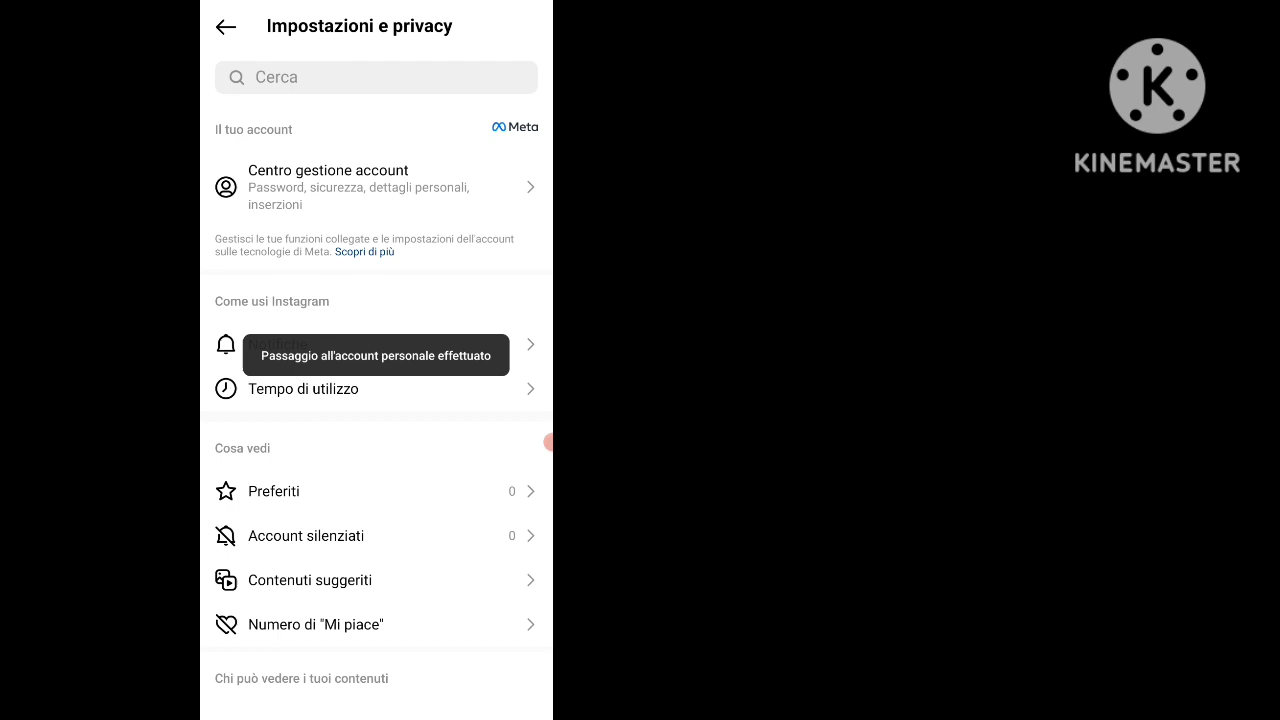 Impostazioni e privacy
Cerca
Il tuo account
Meta
Centro gestione account
Password, sicurezza, dettagli personali,
inserzioni
Gestisci le tue funzioni collegate e le impostazioni dell'account
sulle tecnologie di Meta. Scopri di più
Come usi Instagram
Notifiche
Passaggio all'account personale effettuato
Tempo di utilizzo
Cosa vedi
Preferiti 0
Account silenziati 0
Contenuti suggeriti
Numero di "Mi piace"
Chi può vedere i tuoi contenuti
K
KINEMASTER